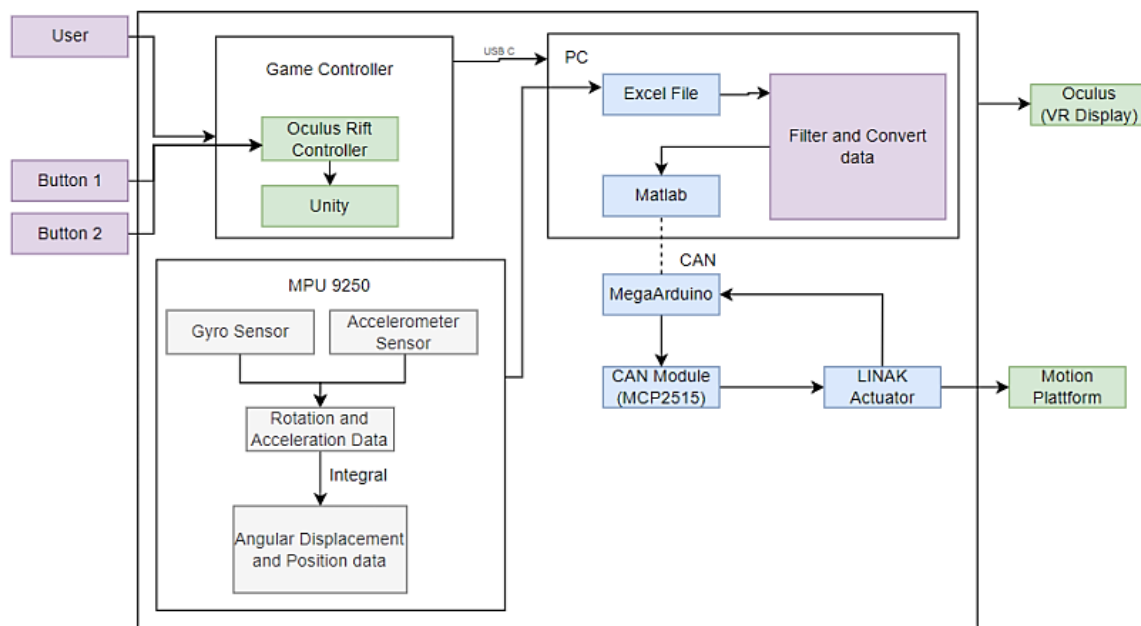 User
Button 1
Button 2
Game Controller
Oculus Rift
Controller
Unity
USB C
PC
Excel File
Filter and Convert
data
Matlab
CAN
MegaArduino
CAN Module
(MCP2515)
LINAK
Actuator
Oculus
(VR Display)
Motion
Plattform
MPU 9250
Gyro Sensor
Accelerometer
Sensor
Rotation and
Acceleration Data
Integral
Angular Displacement
and Position data